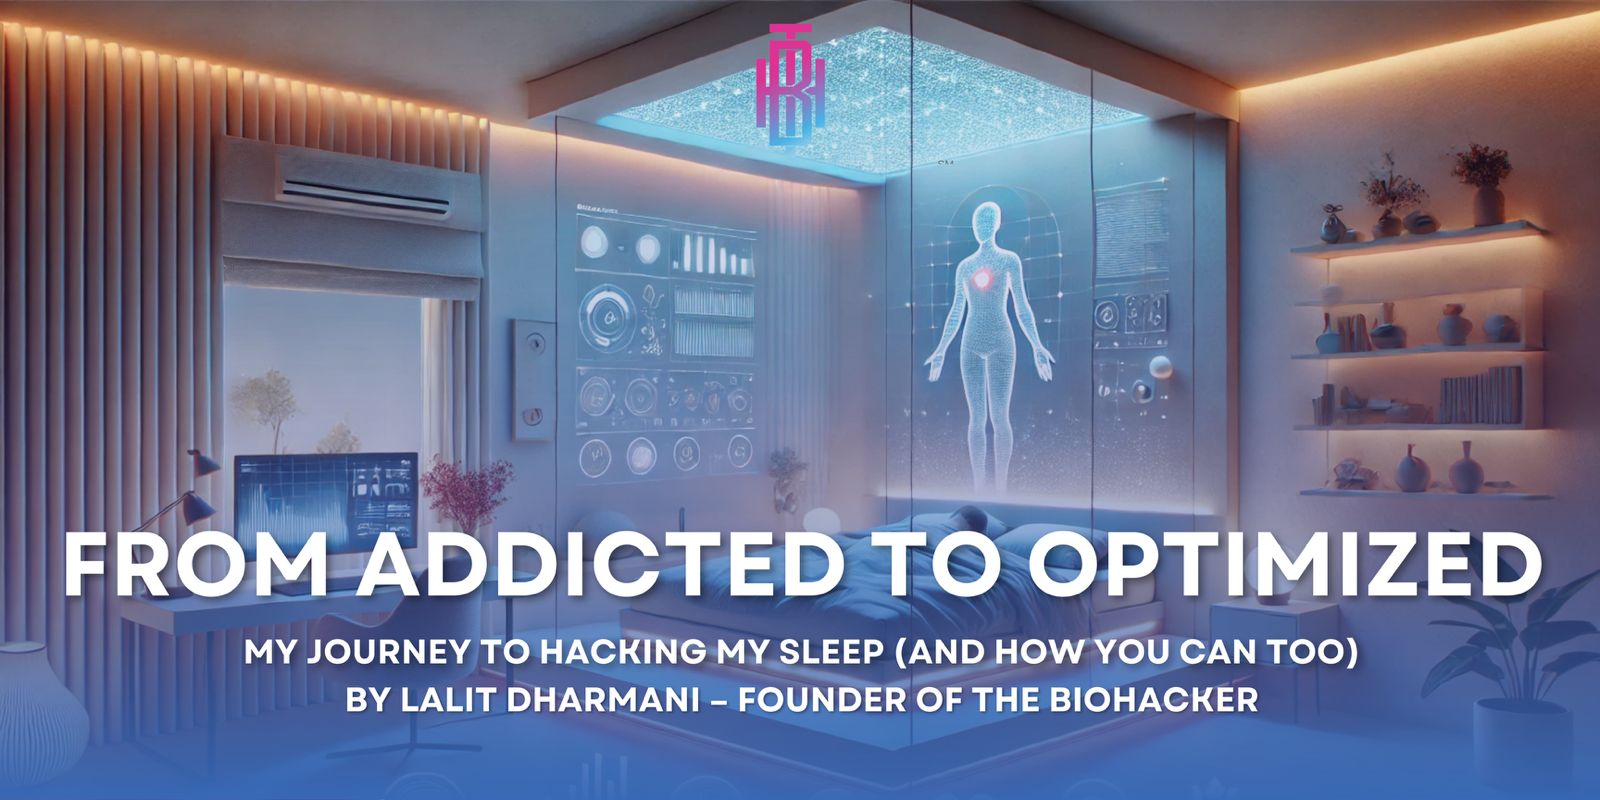 SM
FROM ADDICTED TO OPTIMIZED
MY JOURNEY TO HACKING MY SLEEP (AND HOW YOU CAN TOO)
BY LALIT DHARMANI – FOUNDER OF THE BIOHACKER